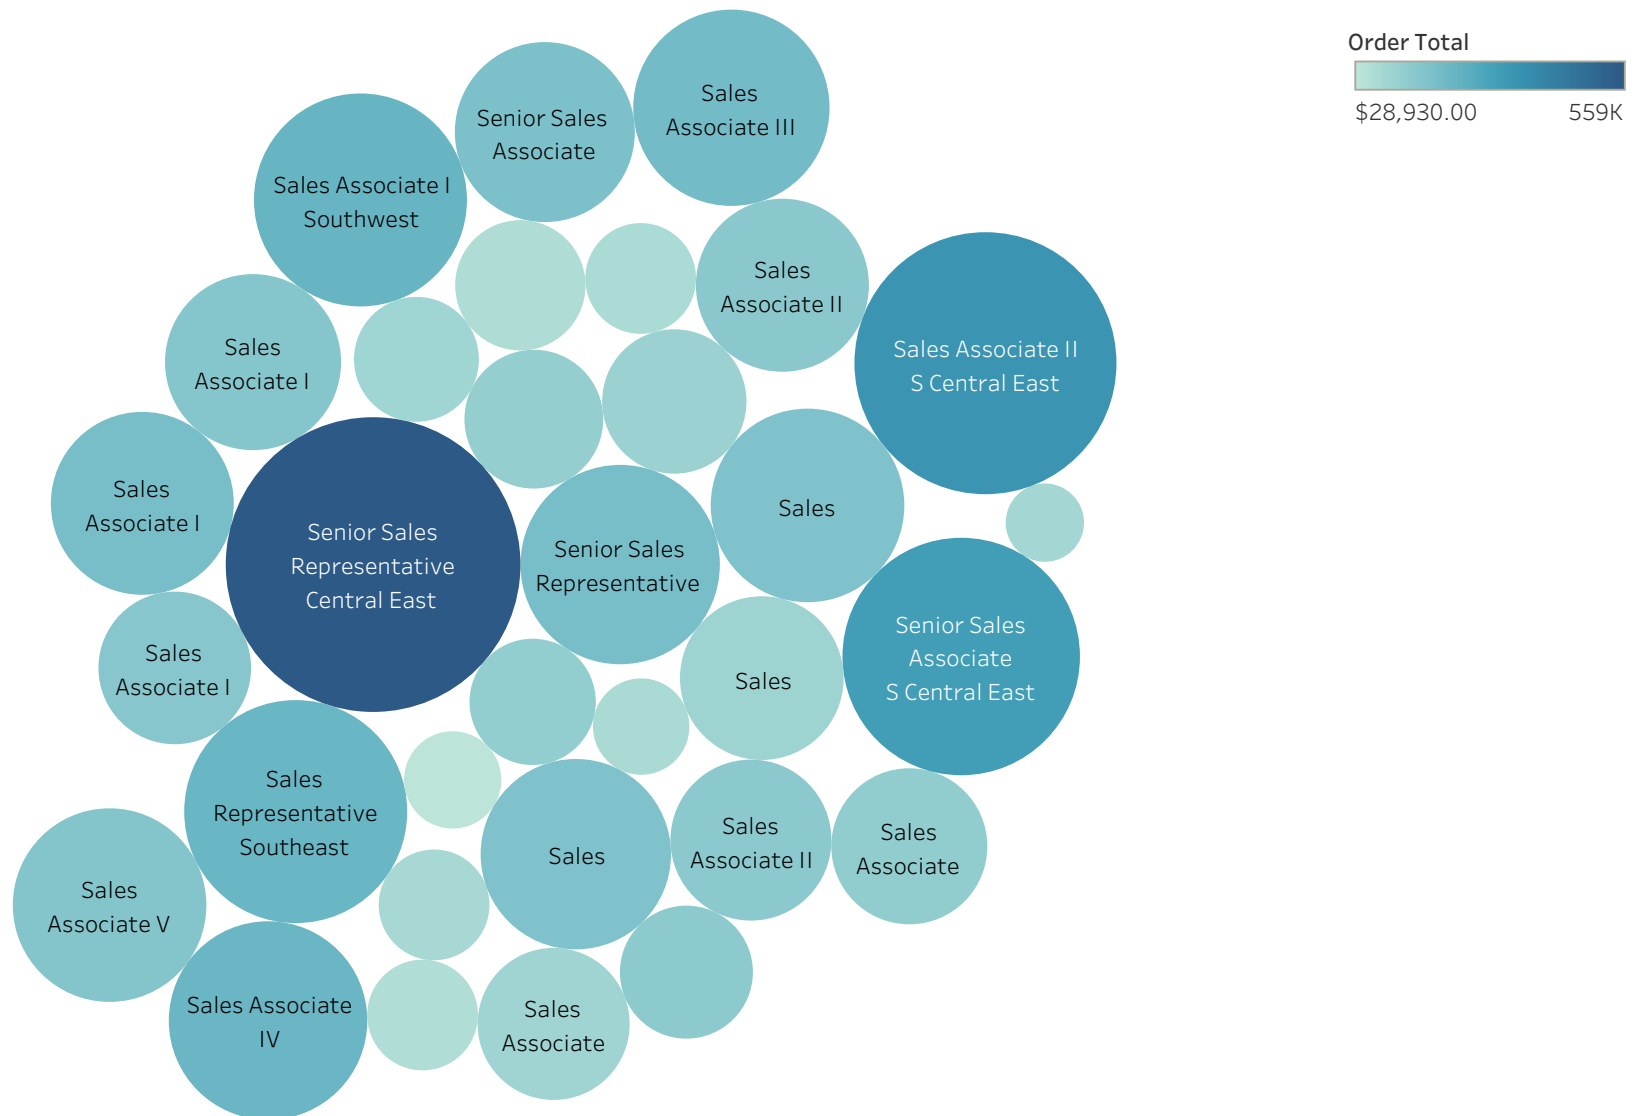 Order Total
$28,930.00
559K
Sales
Associate III
Senior Sales
Associate
Sales Associate I
Southwest
Sales
Associate II
Sales Associate II
S Central East
Sales
Associate I
Sales
Associate I
Senior Sales
Representative
Central East
Senior Sales
Representative
Sales
Sales
Associate I
Sales
Senior Sales
Associate
S Central East
Sales
Representative
Southeast
Sales
Sales
Associate II
Sales
Associate
Sales
Associate V
Sales Associate
IV
Sales
Associate